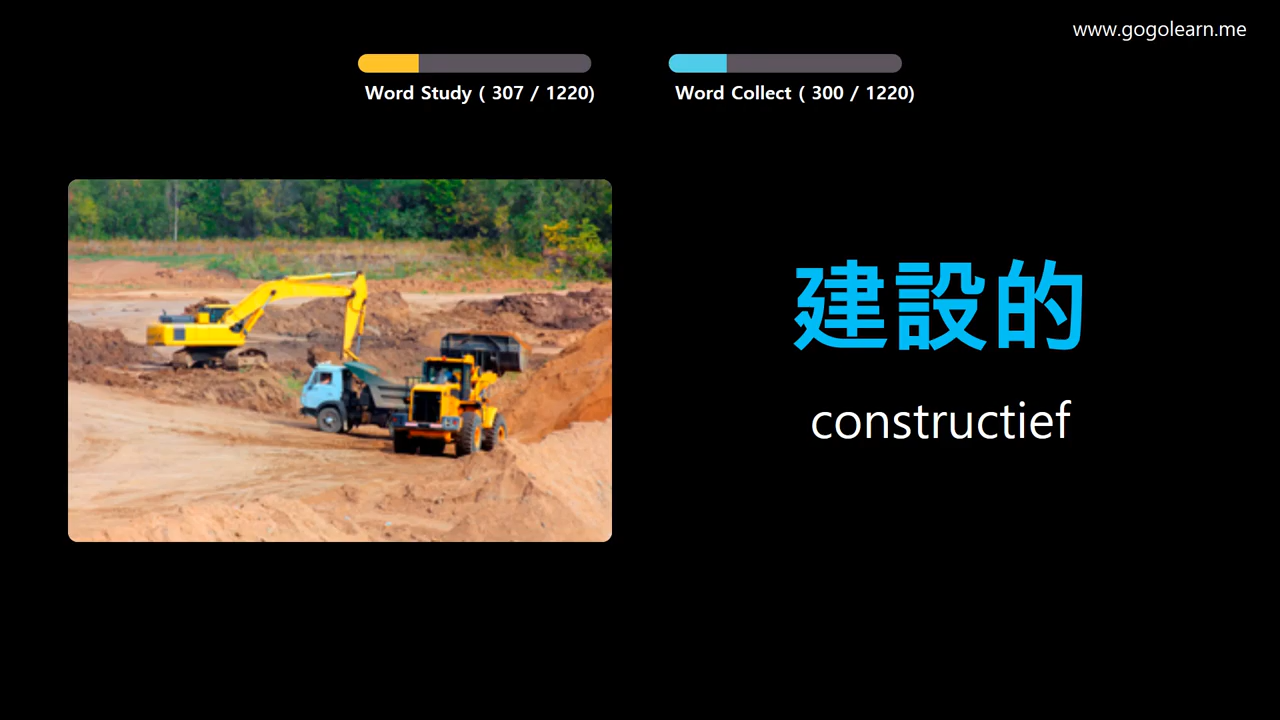 www.gogolearn.me
Word Study ( 307 / 1220)
Word Collect ( 300 / 1220)
建設的
constructief